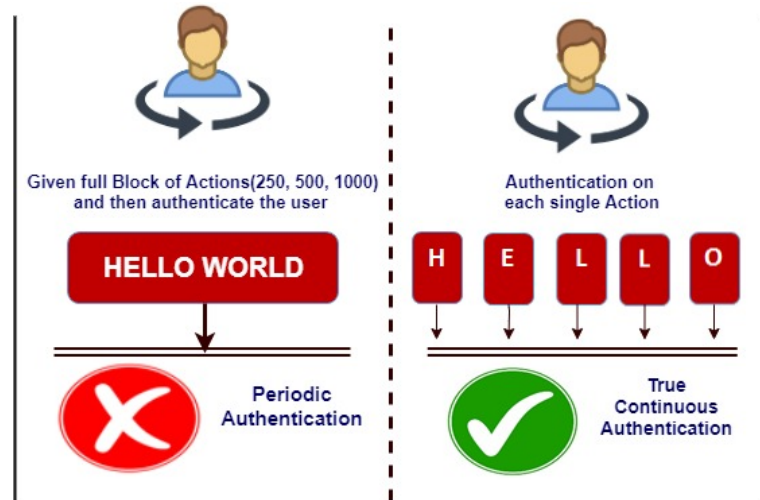 Given full Block of Actions(250, 500, 1000)
and then authenticate the user
HELLO WORLD
Periodic
Authentication
Authentication on
each single Action
H E L L O
True
Continuous
Authentication